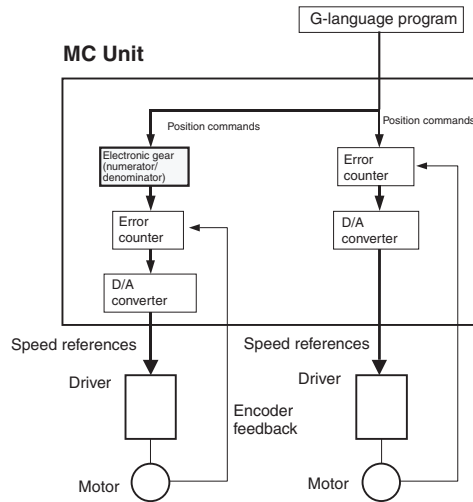 G-language program
MC Unit
Position commands
Position commands
Electronic gear
(numerator/
denominator)
Error
counter
Error
counter
D/A
converter
D/A
converter
Speed references
Speed references
Driver
Driver
Encoder
feedback
Motor
Motor